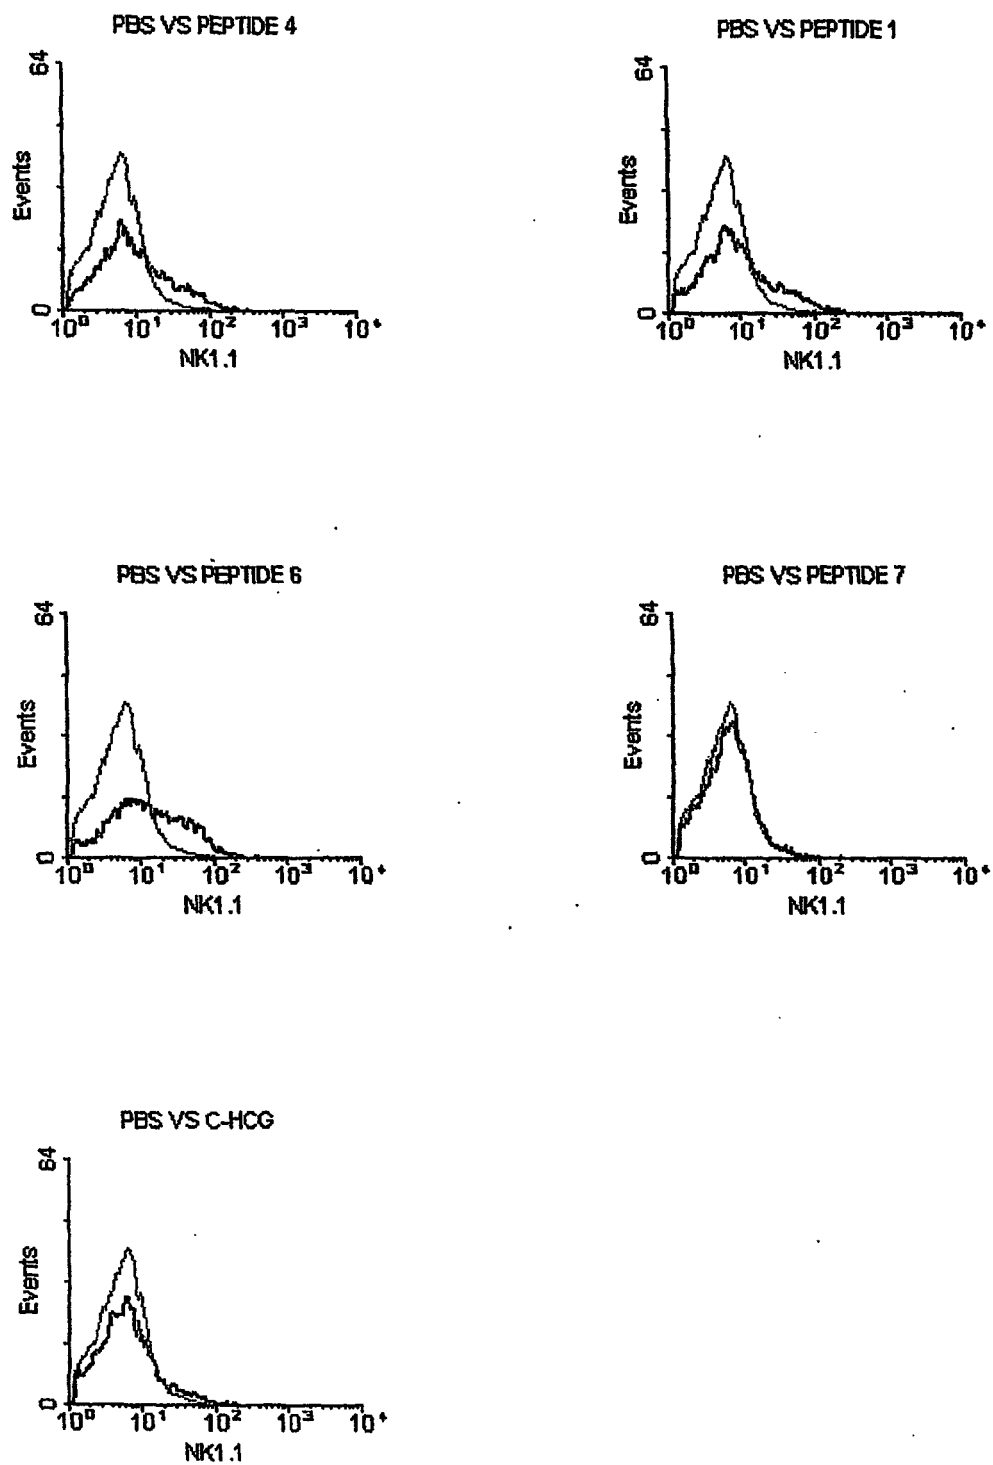 PBS VS PEPTIDE 4
64
Events
0
10⁰ 10¹ 10² 10³ 10⁴
NK1.1
PBS VS PEPTIDE 1
64
Events
0
10⁰ 10¹ 10² 10³ 10⁴
NK1.1
PBS VS PEPTIDE 6
64
Events
0
10⁰ 10¹ 10² 10³ 10⁴
NK1.1
PBS VS PEPTIDE 7
64
Events
0
10⁰ 10¹ 10² 10³ 10⁴
NK1.1
PBS VS C-HCG
64
Events
0
10⁰ 10¹ 10² 10³ 10⁴
NK1.1